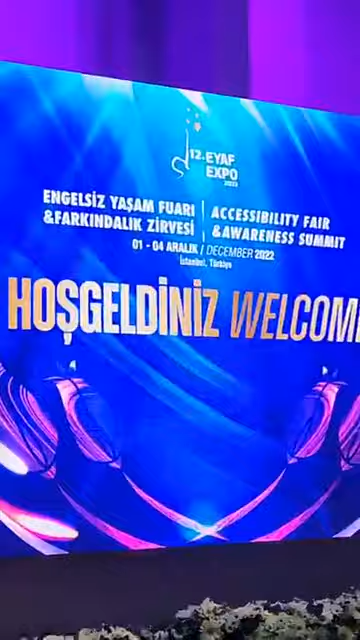 12.EYAF
EXPO
2022
ENGELSİZ YAŞAM FUARI
&FARKINDALIK ZİRVESİ
ACCESSIBILITY FAIR
&AWARENESS SUMMIT
01 - 04 ARALIK / DECEMBER 2022
İstanbul, Türkiye
HOŞGELDİNİZ WELCOME